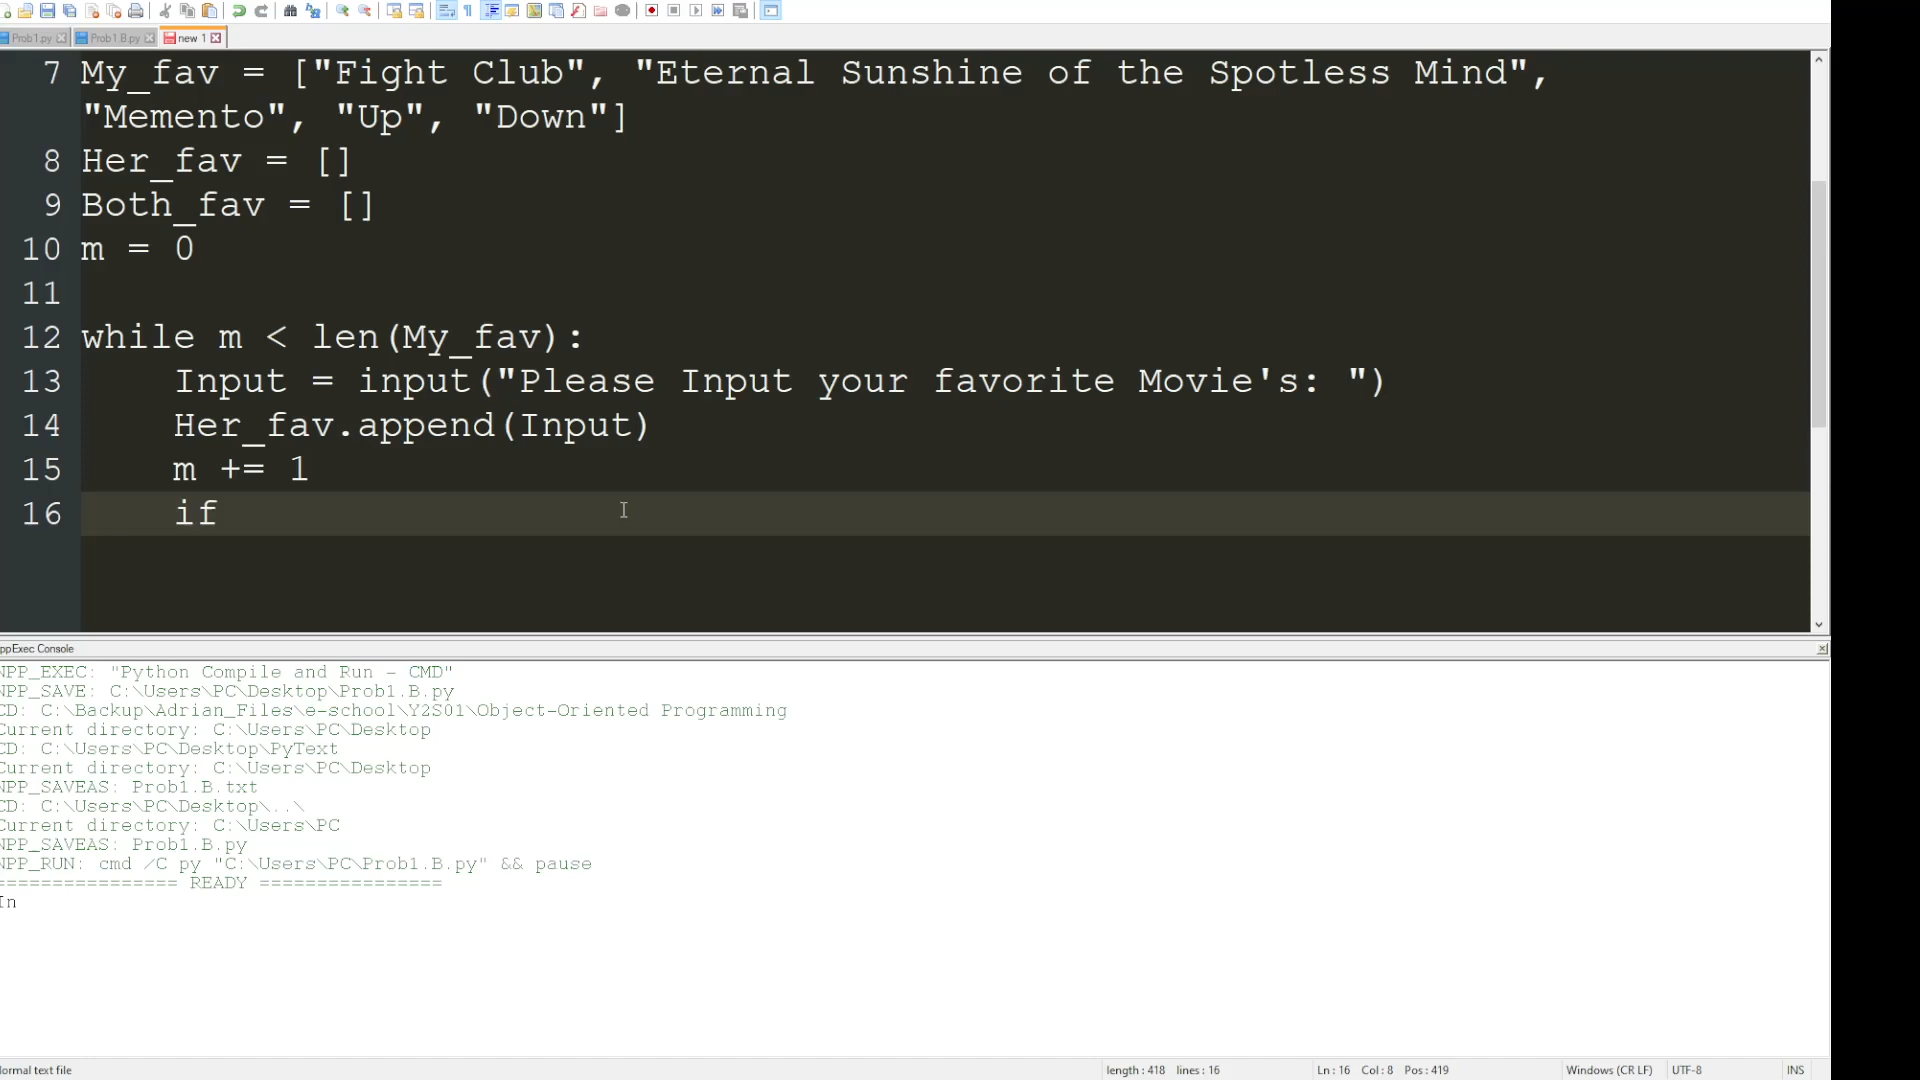 Prob1.py Prob1.B.py new 1
7 My_fav = ["Fight Club", "Eternal Sunshine of the Spotless Mind",
"Memento", "Up", "Down"]
8 Her_fav = []
9 Both_fav = []
10 m = 0
11
12 while m < len(My_fav):
13 Input = input("Please Input your favorite Movie's: ")
14 Her_fav.append(Input)
15 m += 1
16 if
ppExec Console
NPP_EXEC: "Python Compile and Run - CMD"
NPP_SAVE: C:\Users\PC\Desktop\Prob1.B.py
CD: C:\Backup\Adrian_Files\e-school\Y2S01\Object-Oriented Programming
Current directory: C:\Users\PC\Desktop
CD: C:\Users\PC\Desktop\PyText
Current directory: C:\Users\PC\Desktop
NPP_SAVEAS: Prob1.B.txt
CD: C:\Users\PC\Desktop\..\
Current directory: C:\Users\PC
NPP_SAVEAS: Prob1.B.py
NPP_RUN: cmd /C py "C:\Users\PC\Prob1.B.py" && pause
================ READY ================
In
ormal text file length : 418 lines : 16 Ln : 16 Col : 8 Pos : 419 Windows (CR LF) UTF-8 INS